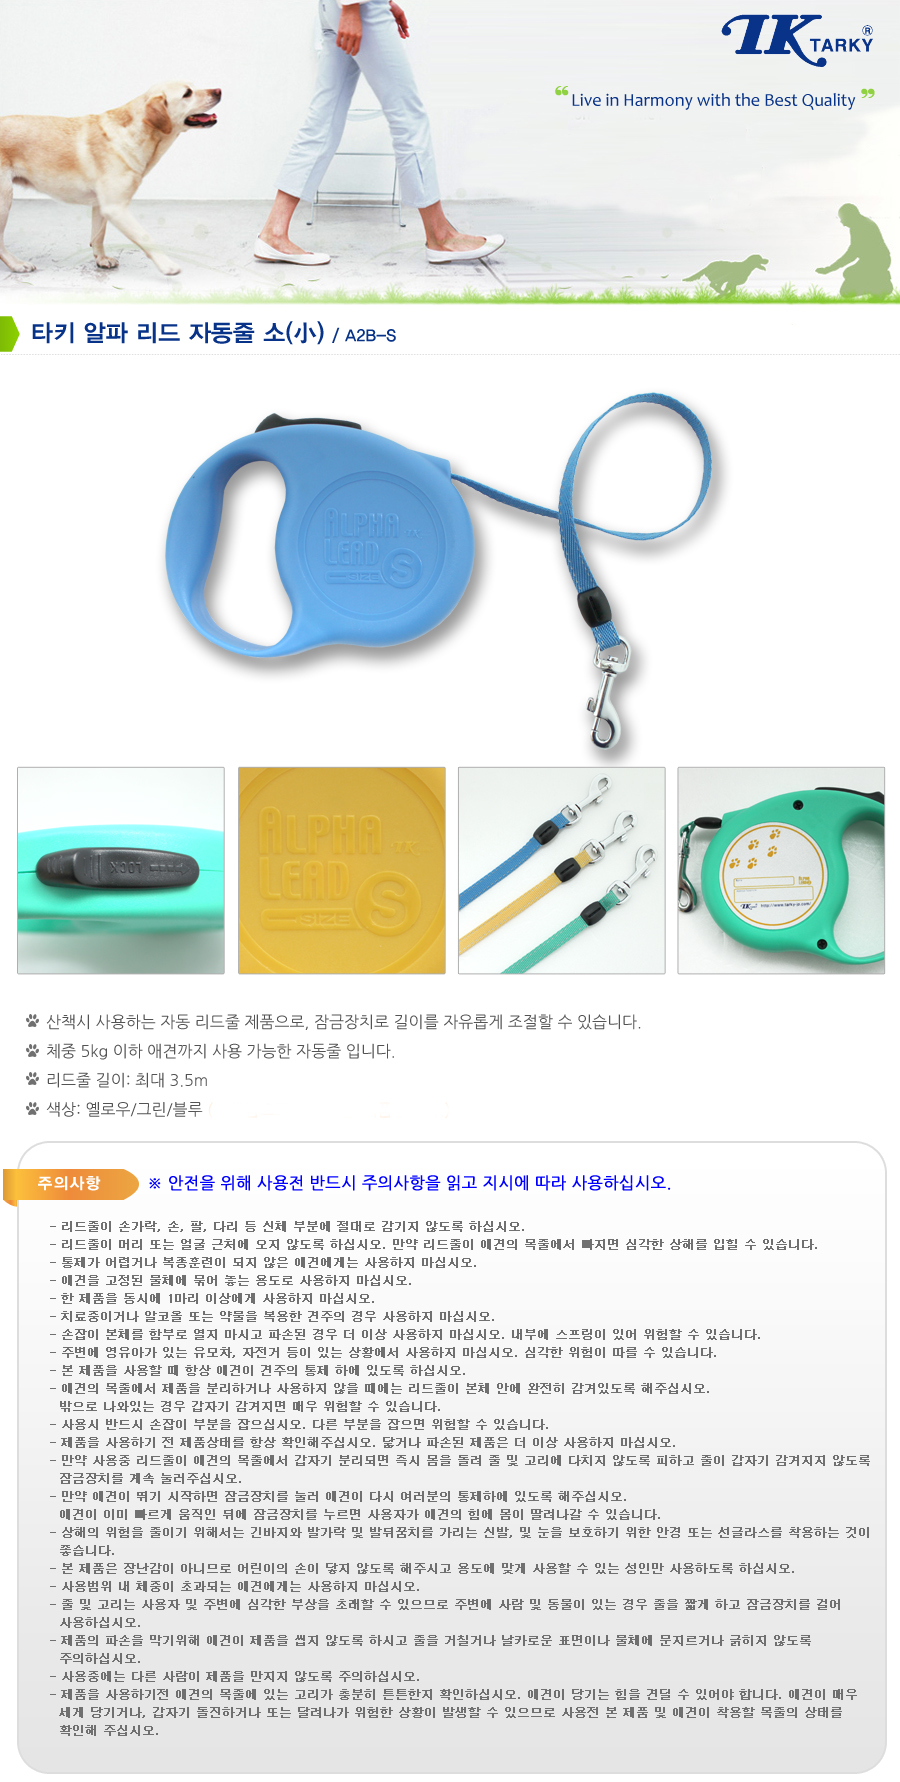 TK TARKY®
“ Live in Harmony with the Best Quality ”
타키 알파 리드 자동줄 소(小) / A2B-S
ALPHA TK
LEAD S
SIZE
LOCK
ALPHA TK
LEAD S
SIZE
산책시 사용하는 자동 리드줄 제품으로, 잠금장치로 길이를 자유롭게 조절할 수 있습니다.
체중 5kg 이하 애견까지 사용 가능한 자동줄 입니다.
리드줄 길이: 최대 3.5m
색상: 옐로우/그린/블루
주의사항
※ 안전을 위해 사용전 반드시 주의사항을 읽고 지시에 따라 사용하십시오.
- 리드줄이 손가락, 손, 팔, 다리 등 신체 부분에 절대로 감기지 않도록 하십시오.
- 리드줄이 머리 또는 얼굴 근처에 오지 않도록 하십시오. 만약 리드줄이 애견의 목줄에서 빠지면 심각한 상해를 입힐 수 있습니다.
- 통제가 어렵거나 복종훈련이 되지 않은 애견에게는 사용하지 마십시오.
- 애견을 고정된 물체에 묶어 놓는 용도로 사용하지 마십시오.
- 한 제품을 동시에 1마리 이상에게 사용하지 마십시오.
- 치료중이거나 알코올 또는 약물을 복용한 견주의 경우 사용하지 마십시오.
- 손잡이 본체를 함부로 열지 마시고 파손된 경우 더 이상 사용하지 마십시오. 내부에 스프링이 있어 위험할 수 있습니다.
- 주변에 영유아가 있는 유모차, 자전거 등이 있는 상황에서 사용하지 마십시오. 심각한 위험이 따를 수 있습니다.
- 본 제품을 사용할 때 항상 애견이 견주의 통제 하에 있도록 하십시오.
- 애견의 목줄에서 제품을 분리하거나 사용하지 않을 때에는 리드줄이 본체 안에 완전히 감겨있도록 해주십시오.
밖으로 나와있는 경우 갑자기 감겨지면 매우 위험할 수 있습니다.
- 사용시 반드시 손잡이 부분을 잡으십시오. 다른 부분을 잡으면 위험할 수 있습니다.
- 제품을 사용하기 전 제품상태를 항상 확인해주십시오. 닳거나 파손된 제품은 더 이상 사용하지 마십시오.
- 만약 사용중 리드줄이 애견의 목줄에서 갑자기 분리되면 즉시 몸을 돌려 줄 및 고리에 다치지 않도록 피하고 줄이 갑자기 감겨지지 않도록
잠금장치를 계속 눌러주십시오.
- 만약 애견이 뛰기 시작하면 잠금장치를 눌러 애견이 다시 여러분의 통제하에 있도록 해주십시오.
애견이 이미 빠르게 움직인 뒤에 잠금장치를 누르면 사용자가 애견의 힘에 몸이 딸려나갈 수 있습니다.
- 상해의 위험을 줄이기 위해서는 긴바지와 발가락 및 발뒤꿈치를 가리는 신발, 및 눈을 보호하기 위한 안경 또는 선글라스를 착용하는 것이
좋습니다.
- 본 제품은 장난감이 아니므로 어린이의 손이 닿지 않도록 해주시고 용도에 맞게 사용할 수 있는 성인만 사용하도록 하십시오.
- 사용범위 내 체중이 초과되는 애견에게는 사용하지 마십시오.
- 줄 및 고리는 사용자 및 주변에 심각한 부상을 초래할 수 있으므로 주변에 사람 및 동물이 있는 경우 줄을 짧게 하고 잠금장치를 걸어
사용하십시오.
- 제품의 파손을 막기위해 애견이 제품을 씹지 않도록 하시고 줄을 거칠거나 날카로운 표면이나 물체에 문지르거나 긁히지 않도록
주의하십시오.
- 사용중에는 다른 사람이 제품을 만지지 않도록 주의하십시오.
- 제품을 사용하기전 애견의 목줄에 있는 고리가 충분히 튼튼한지 확인하십시오. 애견이 당기는 힘을 견딜 수 있어야 합니다. 애견이 매우
세게 당기거나, 갑자기 돌진하거나 또는 달려나가 위험한 상황이 발생할 수 있으므로 사용전 본 제품 및 애견이 착용할 목줄의 상태를
확인해 주십시오.